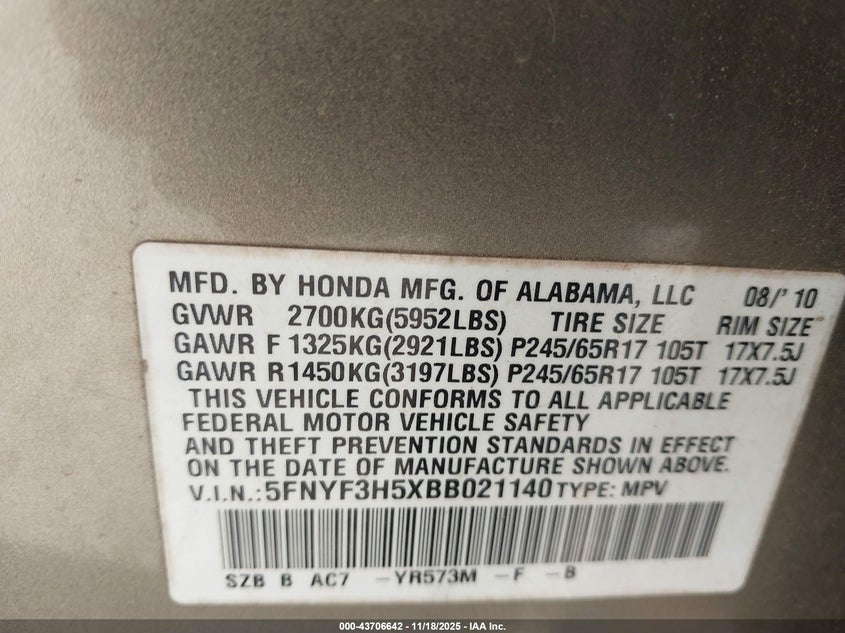 MFD. BY HONDA MFG. OF ALABAMA, LLC 08/'10
GVWR 2700KG(5952LBS) TIRE SIZE RIM SIZE
GAWR F 1325KG(2921LBS) P245/65R17 105T 17X7.5J
GAWR R 1450KG(3197LBS) P245/65R17 105T 17X7.5J
THIS VEHICLE CONFORMS TO ALL APPLICABLE
FEDERAL MOTOR VEHICLE SAFETY
AND THEFT PREVENTION STANDARDS IN EFFECT
ON THE DATE OF MANUFACTURE SHOWN ABOVE.
V.I.N.:5FNYF3H5XBB021140 TYPE: MPV
SZB B AC7 -YR573M -F -B
000-43706642 - 11/18/2025 - IAA Inc.